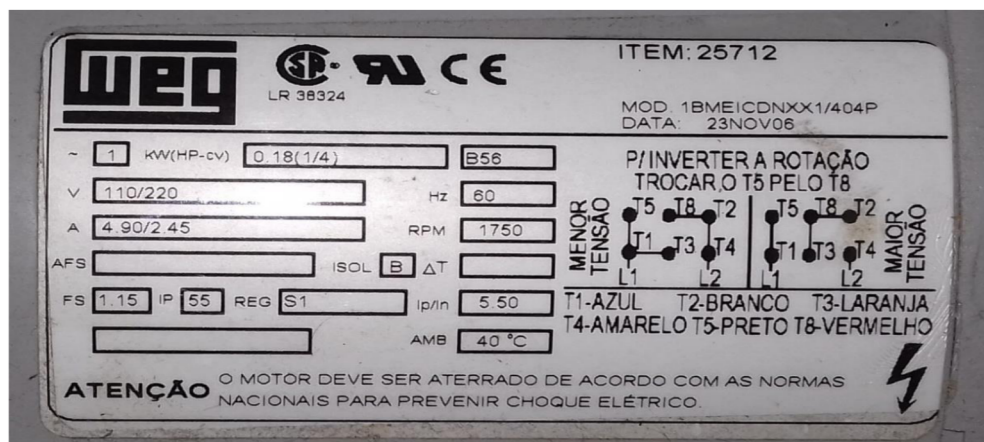 WEG
SA
LR 38324
RU CE
ITEM: 25712
MOD. 1BMEICDNXX1/404P
DATA: 23NOV06
~ 1 KW(HP-cv) 0.18(1/4) B56
V 110/220 Hz 60
A 4.90/2.45 RPM 1750
AFS ISOL B ΔT
FS 1.15 IP 55 REG S1 Ip/In 5.50
AMB 40 °C
P/ INVERTER A ROTAÇÃO
TROCAR,O T5 PELO T8
MENOR TENSÃO
T5 T8 T2
T1 T3 T4
L1 L2
T5 T8 T2
T1 T3 T4
L1 L2
MAIOR TENSÃO
T1-AZUL T2-BRANCO T3-LARANJA
T4-AMARELO T5-PRETO T8-VERMELHO
ATENÇÃO O MOTOR DEVE SER ATERRADO DE ACORDO COM AS NORMAS
NACIONAIS PARA PREVENIR CHOQUE ELÉTRICO.